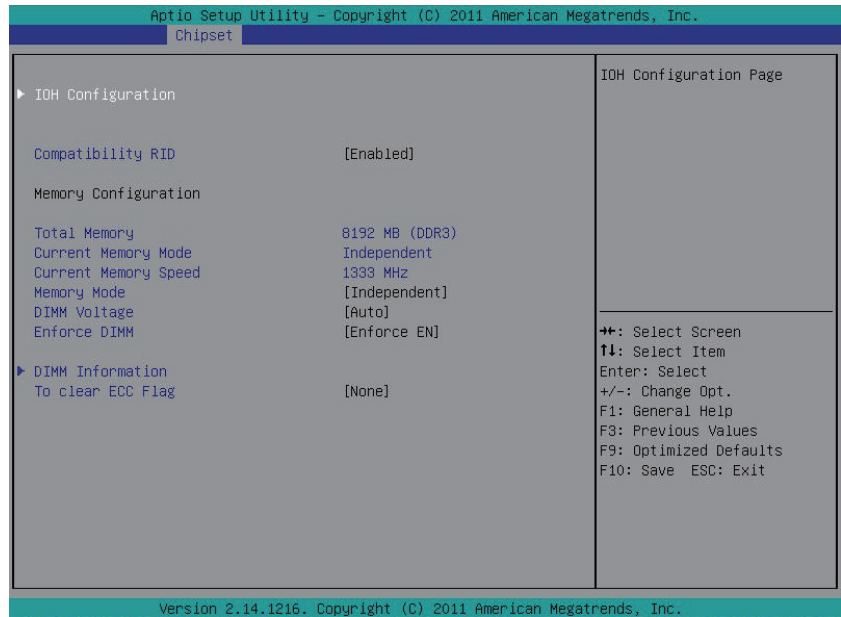 Aptio Setup Utility – Copyright (C) 2011 American Megatrends, Inc.
Chipset
IOH Configuration
Compatibility RID [Enabled]
Memory Configuration
Total Memory 8192 MB (DDR3)
Current Memory Mode Independent
Current Memory Speed 1333 MHz
Memory Mode [Independent]
DIMM Voltage [Auto]
Enforce DIMM [Enforce EN]
DIMM Information
To clear ECC Flag [None]
IOH Configuration Page
→←: Select Screen
↑↓: Select Item
Enter: Select
+/-: Change Opt.
F1: General Help
F3: Previous Values
F9: Optimized Defaults
F10: Save ESC: Exit
Version 2.14.1216. Copyright (C) 2011 American Megatrends, Inc.